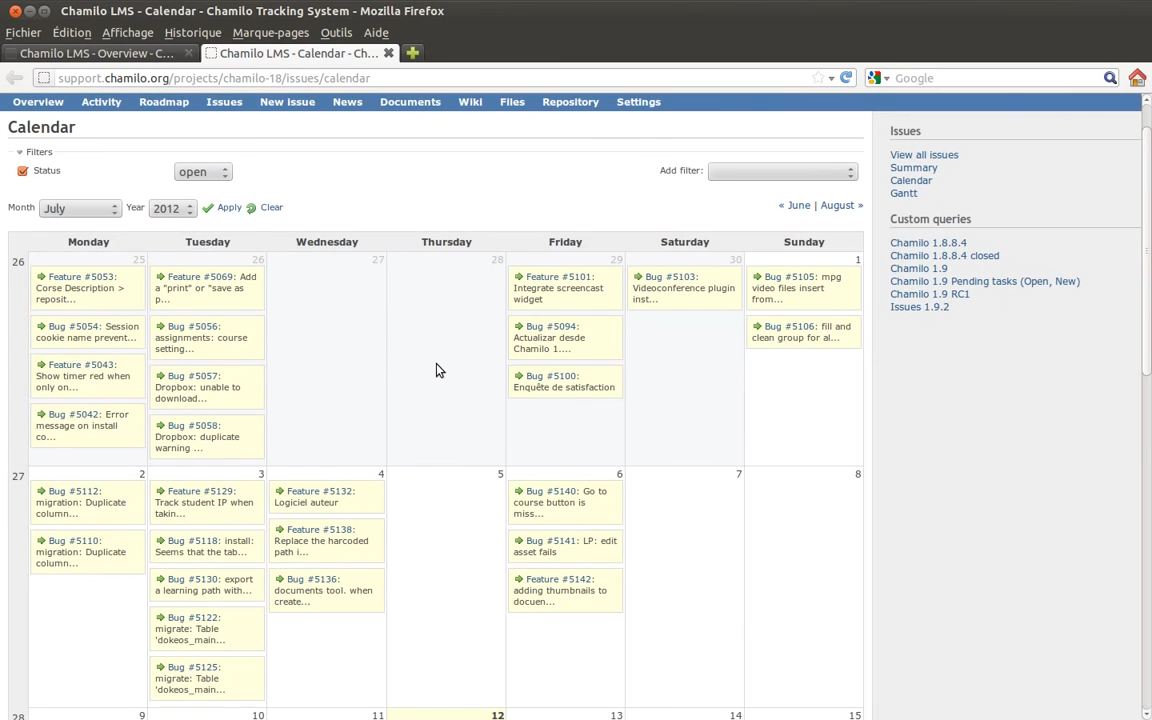 Chamilo LMS - Calendar - Chamilo Tracking System - Mozilla Firefox
Fichier Édition Affichage Historique Marque-pages Outils Aide
Chamilo LMS - Overview - C...
Chamilo LMS - Calendar - Ch...
support.chamilo.org/projects/chamilo-18/issues/calendar
Google
Overview Activity Roadmap Issues New issue News Documents Wiki Files Repository Settings
Calendar
Filters
Status
open
Add filter:
Month July Year 2012 Apply Clear
« June | August »
Monday Tuesday Wednesday Thursday Friday Saturday Sunday
26
25
Feature #5053:
Corse Description >
reposit...
Bug #5054: Session
cookie name prevent...
Feature #5043:
Show timer red when
only on...
Bug #5042: Error
message on install
co...
26
Feature #5069: Add
a "print" or "save as
p...
Bug #5056:
assignments: course
setting...
Bug #5057:
Dropbox: unable to
download...
Bug #5058:
Dropbox: duplicate
warning ...
27
28
29
Feature #5101:
Integrate screencast
widget
Bug #5094:
Actualizar desde
Chamilo 1....
Bug #5100:
Enquête de satisfaction
30
Bug #5103:
Videoconference plugin
inst...
1
Bug #5105: mpg
video files insert
from...
Bug #5106: fill and
clean group for al...
27
2
Bug #5112:
migration: Duplicate
column...
Bug #5110:
migration: Duplicate
column...
3
Feature #5129:
Track student IP when
takin...
Bug #5118: install:
Seems that the tab...
Bug #5130: export
a learning path with...
Bug #5122:
migrate: Table
'dokeos_main...
Bug #5125:
migrate: Table
'dokeos_main...
4
Feature #5132:
Logiciel auteur
Feature #5138:
Replace the harcoded
path i...
Bug #5136:
documents tool. when
create...
5
6
Bug #5140: Go to
course button is
miss...
Bug #5141: LP: edit
asset fails
Feature #5142:
adding thumbnails to
docuen...
7
8
28
9
10
11
12
13
14
15
Issues
View all issues
Summary
Calendar
Gantt
Custom queries
Chamilo 1.8.8.4
Chamilo 1.8.8.4 closed
Chamilo 1.9
Chamilo 1.9 Pending tasks (Open, New)
Chamilo 1.9 RC1
Issues 1.9.2